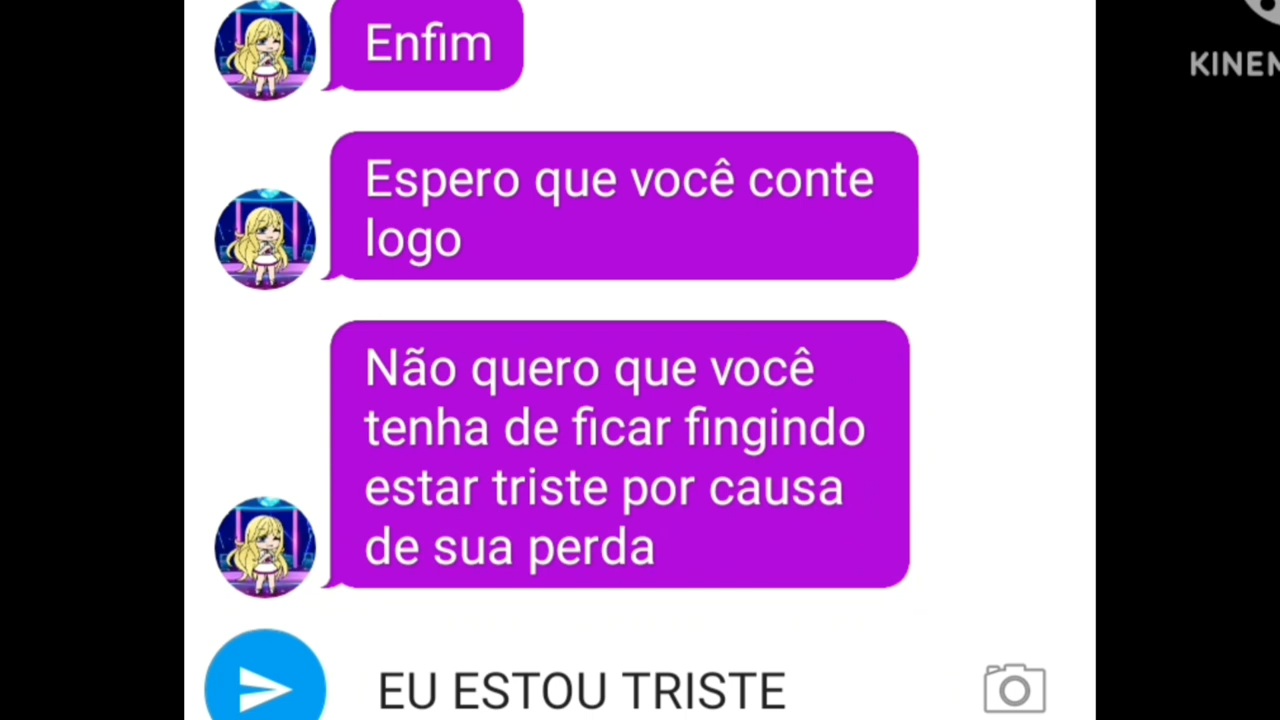 Enfim
Espero que você conte
logo
Não quero que você
tenha de ficar fingindo
estar triste por causa
de sua perda
EU ESTOU TRISTE
KINEM